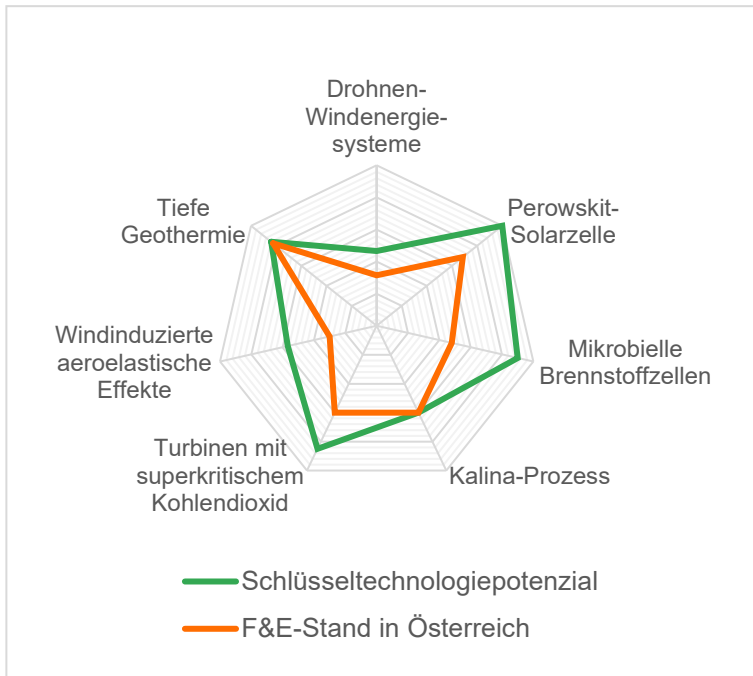 Drohnen-
Windenergie-
systeme
Perowskit-
Solarzelle
Mikrobielle
Brennstoffzellen
Kalina-Prozess
Turbinen mit
superkritischem
Kohlendioxid
Windinduzierte
aeroelastische
Effekte
Tiefe
Geothermie
Schlüsseltechnologiepotenzial
F&E-Stand in Österreich